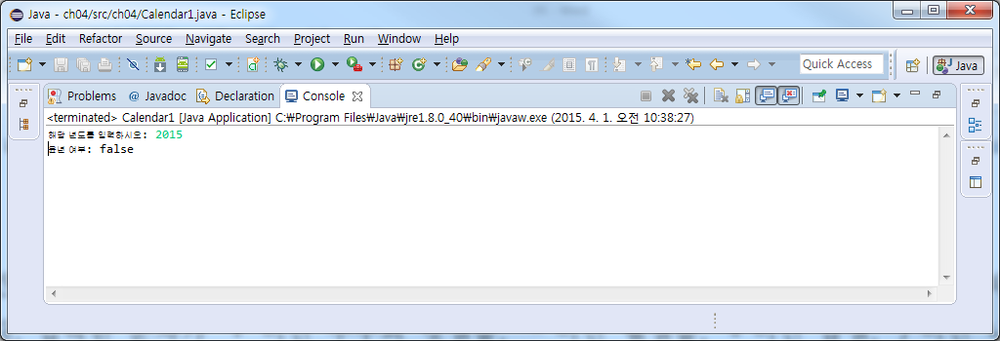 Java - ch04/src/ch04/Calendar1.java - Eclipse
File Edit Refactor Source Navigate Search Project Run Window Help
Quick Access Java
Problems @ Javadoc Declaration Console
<terminated> Calendar1 [Java Application] C:₩Program Files₩Java₩jre1.8.0_40₩bin₩javaw.exe (2015. 4. 1. 오전 10:38:27)
해당 년도를 입력하시오: 2015
윤년 여부: false